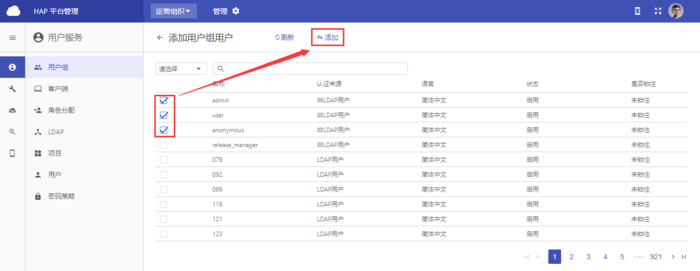 HAP 平台管理
运营组织
管理
用户服务
添加用户组用户
刷新
添加
用户组
客户端
角色分配
LDAP
项目
用户
密码策略
请选择
名称 认证来源 语言 状态 是否锁住
admin 非LDAP用户 简体中文 启用 未锁住
user 非LDAP用户 简体中文 启用 未锁住
anonymous 非LDAP用户 简体中文 启用 未锁住
release_manager 非LDAP用户 简体中文 启用 未锁住
079 LDAP用户 简体中文 启用 未锁住
092 LDAP用户 简体中文 启用 未锁住
099 LDAP用户 简体中文 启用 未锁住
118 LDAP用户 简体中文 启用 未锁住
121 LDAP用户 简体中文 启用 未锁住
123 LDAP用户 简体中文 启用 未锁住
1 2 3 4 5 ••• 921